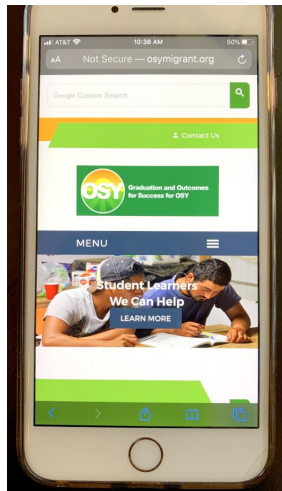 AT&T
10:38 AM
50%
AA
Not Secure — osymigrant.org
Google Custom Search
Contact Us
OSY
Graduation and Outcomes
for Success for OSY
MENU
Student Learners
We Can Help
LEARN MORE